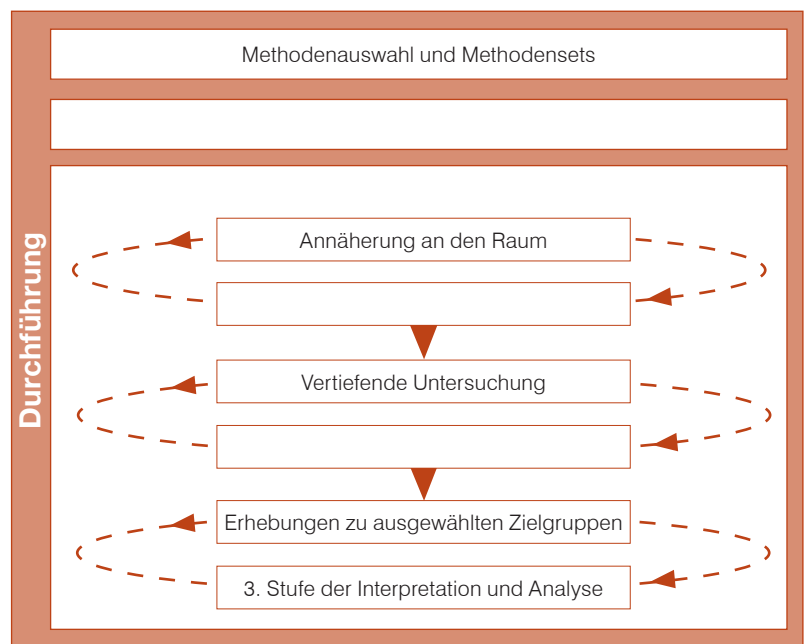 Durchführung
Methodenauswahl und Methodensets
Annäherung an den Raum
Vertiefende Untersuchung
Erhebungen zu ausgewählten Zielgruppen
3. Stufe der Interpretation und Analyse